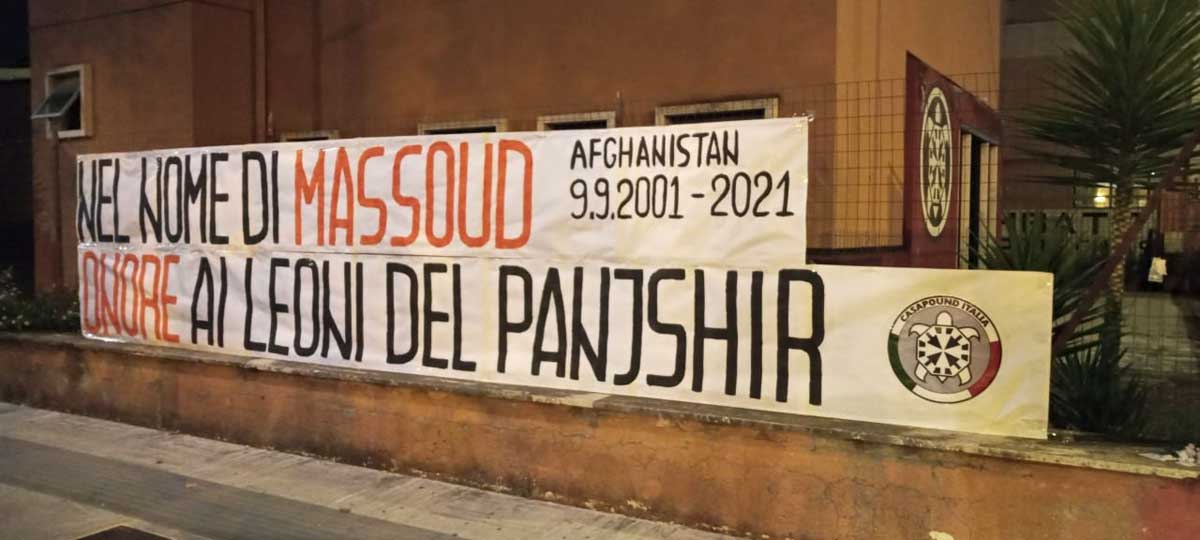 NEL NOME DI MASSOUD
AFGHANISTAN
9.9.2001-2021
ONORE AI LEONI DEL PANJSHIR
CASAPOUND ITALIA